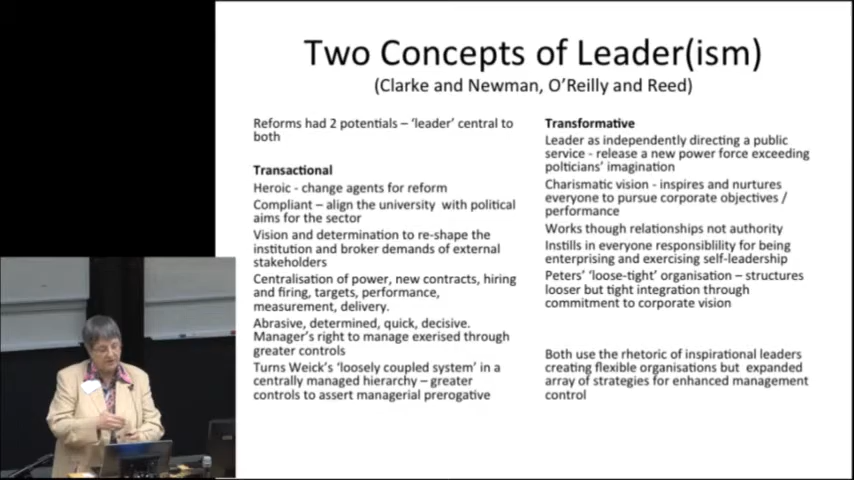 Two Concepts of Leader(ism)
(Clarke and Newman, O'Reilly and Reed)
Reforms had 2 potentials – 'leader' central to
both
Transactional
Heroic - change agents for reform
Compliant – align the university with political
aims for the sector
Vision and determination to re-shape the
institution and broker demands of external
stakeholders
Centralisation of power, new contracts, hiring
and firing, targets, performance,
measurement, delivery.
Abrasive, determined, quick, decisive.
Manager's right to manage exerised through
greater controls
Turns Weick's 'loosely coupled system' in a
centrally managed hierarchy – greater
controls to assert managerial prerogative
Transformative
Leader as independently directing a public
service - release a new power force exceeding
politicians' imagination
Charismatic vision - inspires and nurtures
everyone to pursue corporate objectives /
performance
Works though relationships not authority
Instills in everyone responsiblility for being
enterprising and exercising self-leadership
Peters' 'loose-tight' organisation – structures
looser but tight integration through
commitment to corporate vision
Both use the rhetoric of inspirational leaders
creating flexible organisations but expanded
array of strategies for enhanced management
control